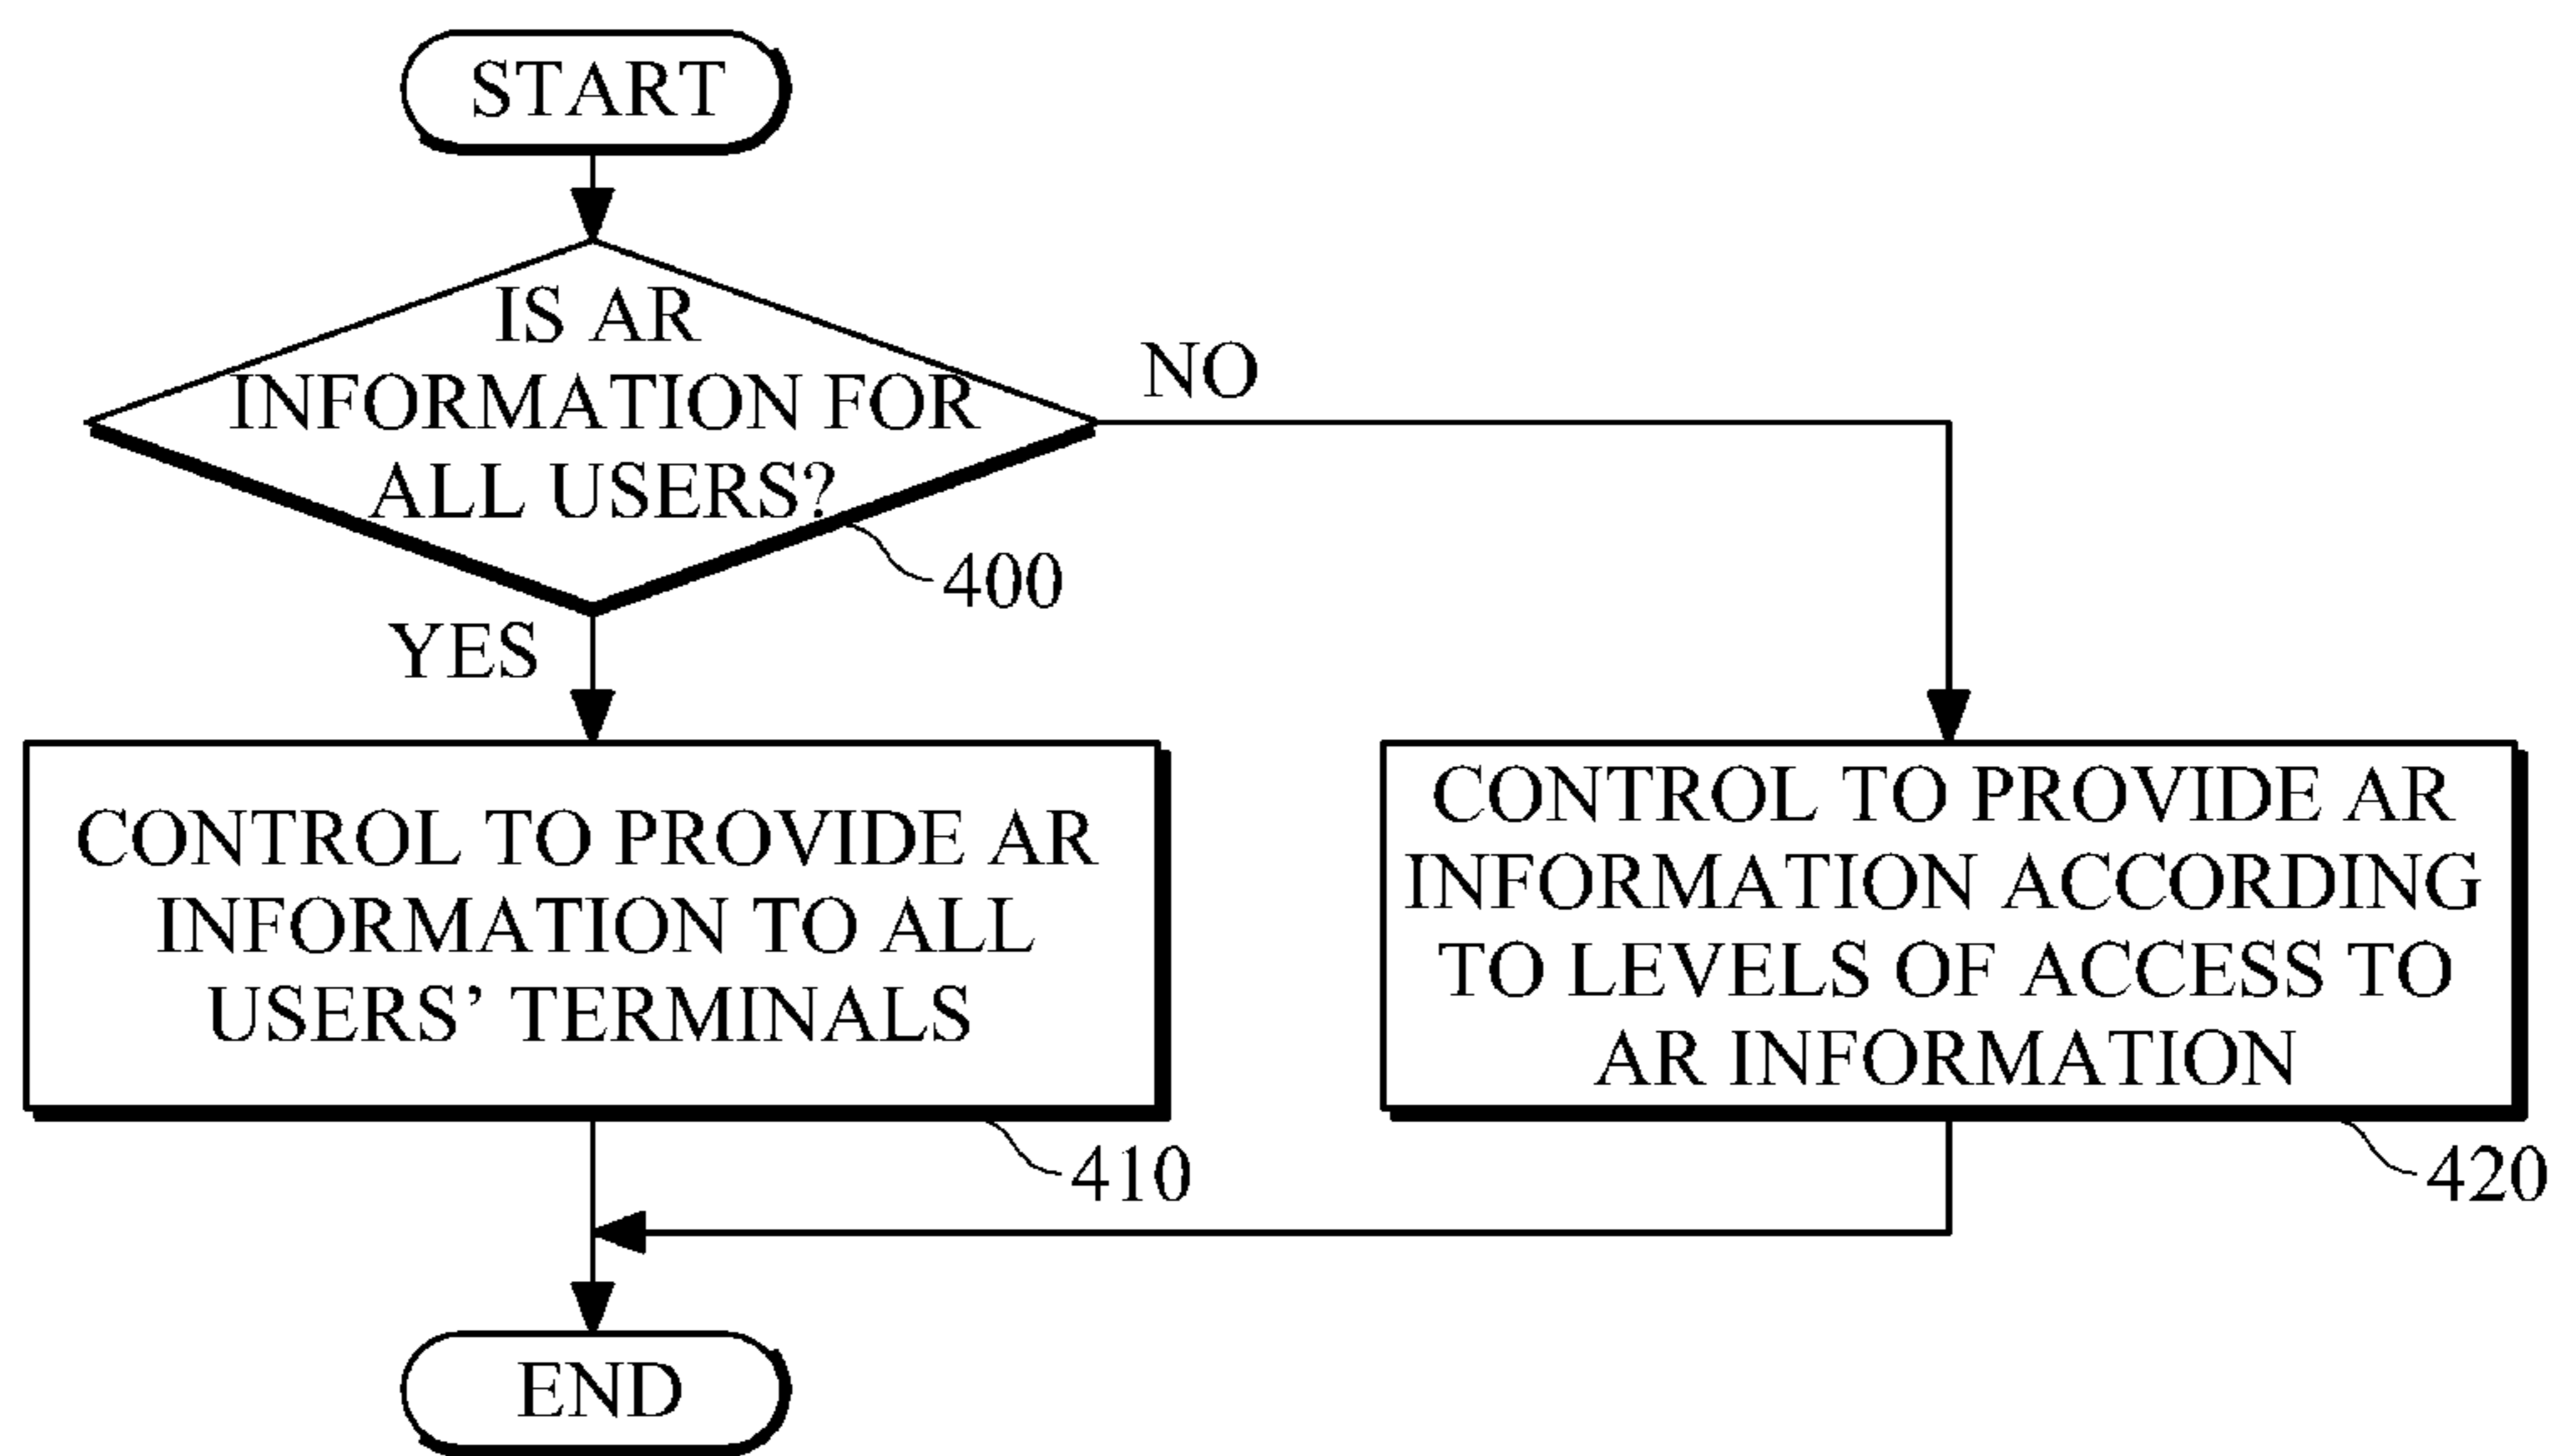 START
IS AR
INFORMATION FOR
ALL USERS?
NO
400
YES
CONTROL TO PROVIDE AR
INFORMATION TO ALL
USERS’ TERMINALS
410
CONTROL TO PROVIDE AR
INFORMATION ACCORDING
TO LEVELS OF ACCESS TO
AR INFORMATION
420
END